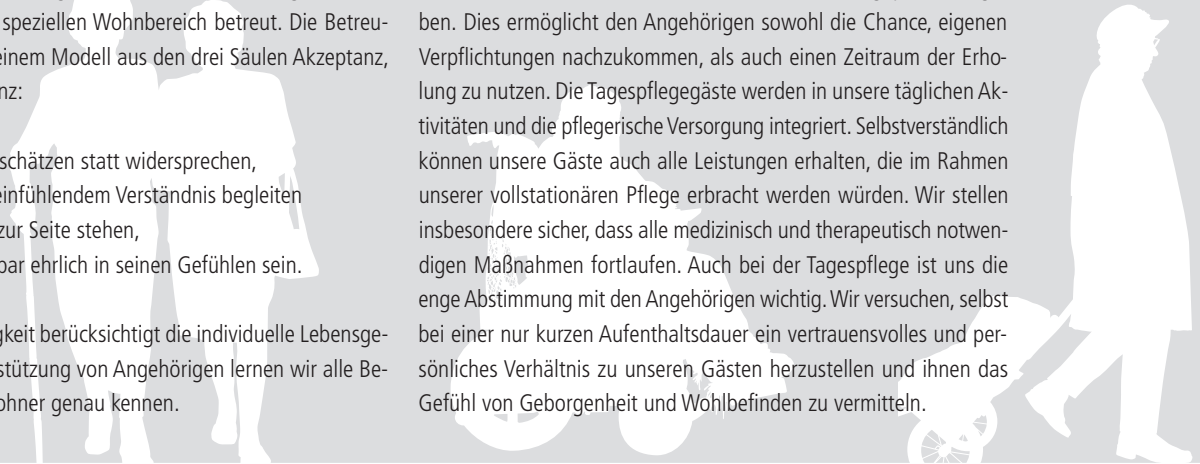 speziellen Wohnbereich betreut. Die Betreu-
einem Modell aus den drei Säulen Akzeptanz,
nz:
schätzen statt widersprechen,
einfühlendem Verständnis begleiten
zur Seite stehen,
bar ehrlich in seinen Gefühlen sein.
gkeit berücksichtigt die individuelle Lebensge-
stützung von Angehörigen lernen wir alle Be-
ohner genau kennen.
ben. Dies ermöglicht den Angehörigen sowohl die Chance, eigenen
Verpflichtungen nachzukommen, als auch einen Zeitraum der Erho-
lung zu nutzen. Die Tagespflegegäste werden in unsere täglichen Ak-
tivitäten und die pflegerische Versorgung integriert. Selbstverständlich
können unsere Gäste auch alle Leistungen erhalten, die im Rahmen
unserer vollstationären Pflege erbracht werden würden. Wir stellen
insbesondere sicher, dass alle medizinisch und therapeutisch notwen-
digen Maßnahmen fortlaufen. Auch bei der Tagespflege ist uns die
enge Abstimmung mit den Angehörigen wichtig. Wir versuchen, selbst
bei einer nur kurzen Aufenthaltsdauer ein vertrauensvolles und per-
sönliches Verhältnis zu unseren Gästen herzustellen und ihnen das
Gefühl von Geborgenheit und Wohlbefinden zu vermitteln.